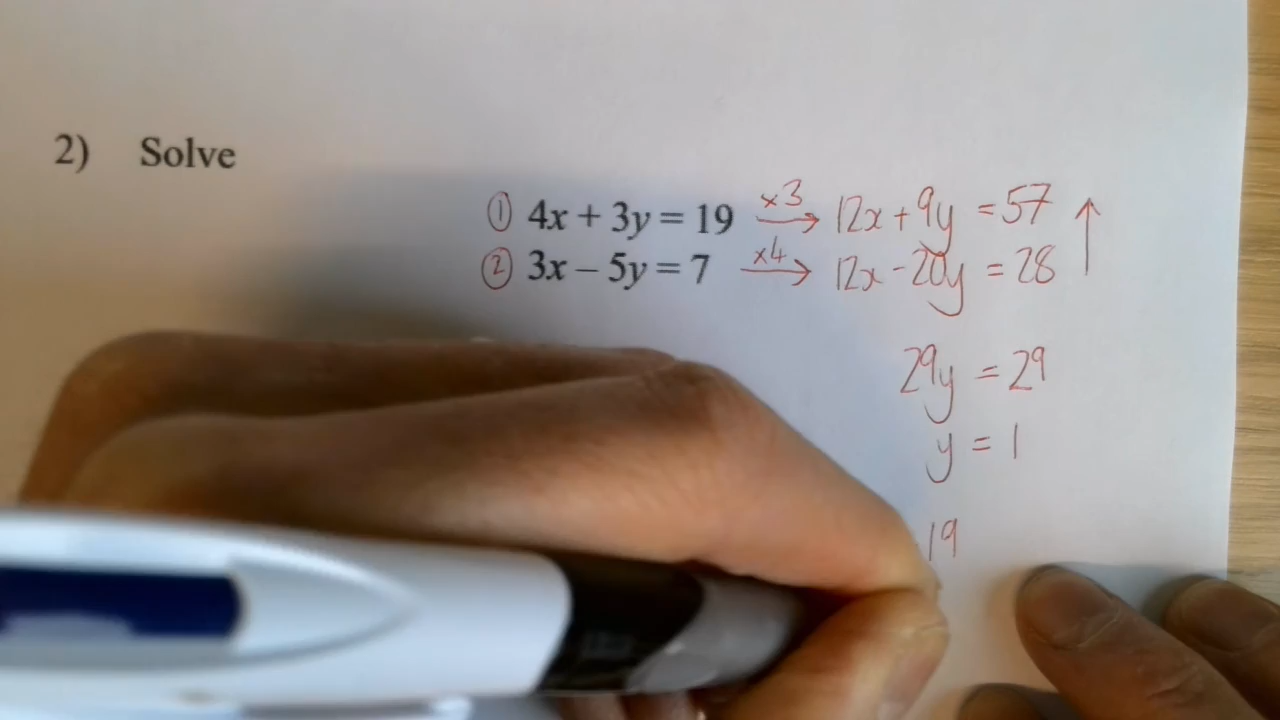 2) Solve
① 4x + 3y = 19 ×3 → 12x + 9y = 57 ↑
② 3x – 5y = 7 ×4 → 12x - 20y = 28
29y = 29
y = 1
19